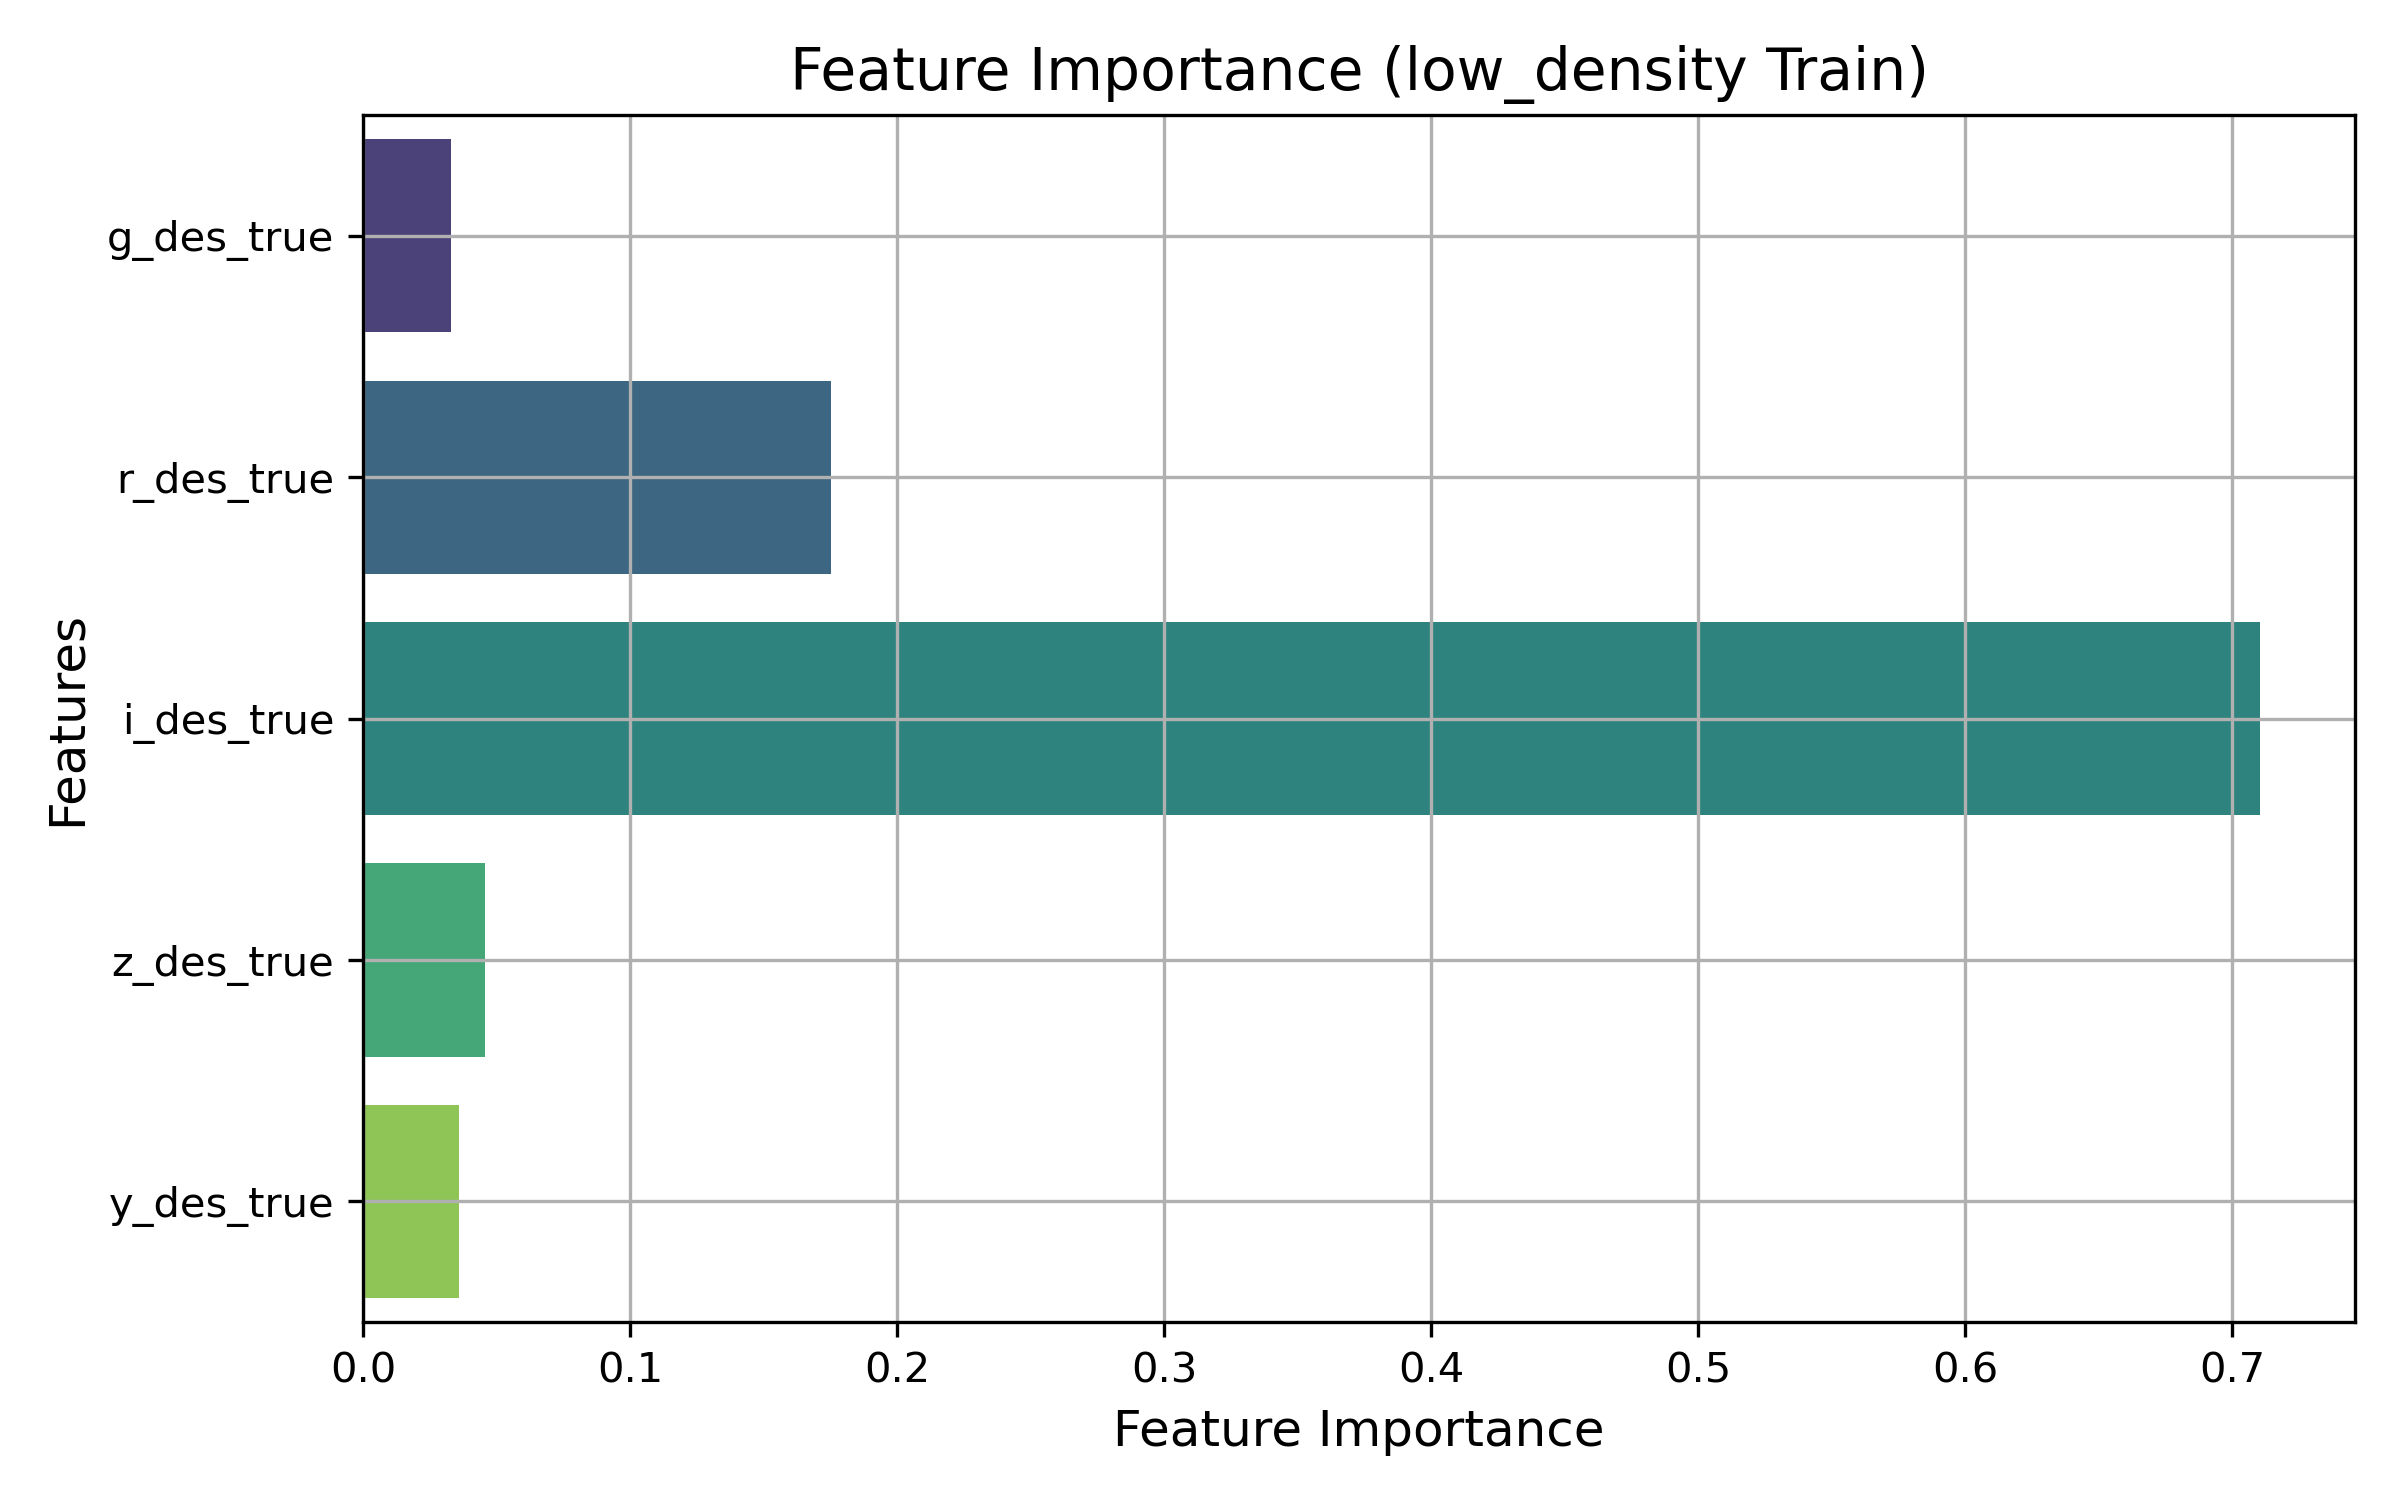 Feature Importance (low_density Train)
g_des_true
r_des_true
i_des_true
z_des_true
y_des_true
Features
0.0 0.1 0.2 0.3 0.4 0.5 0.6 0.7
Feature Importance